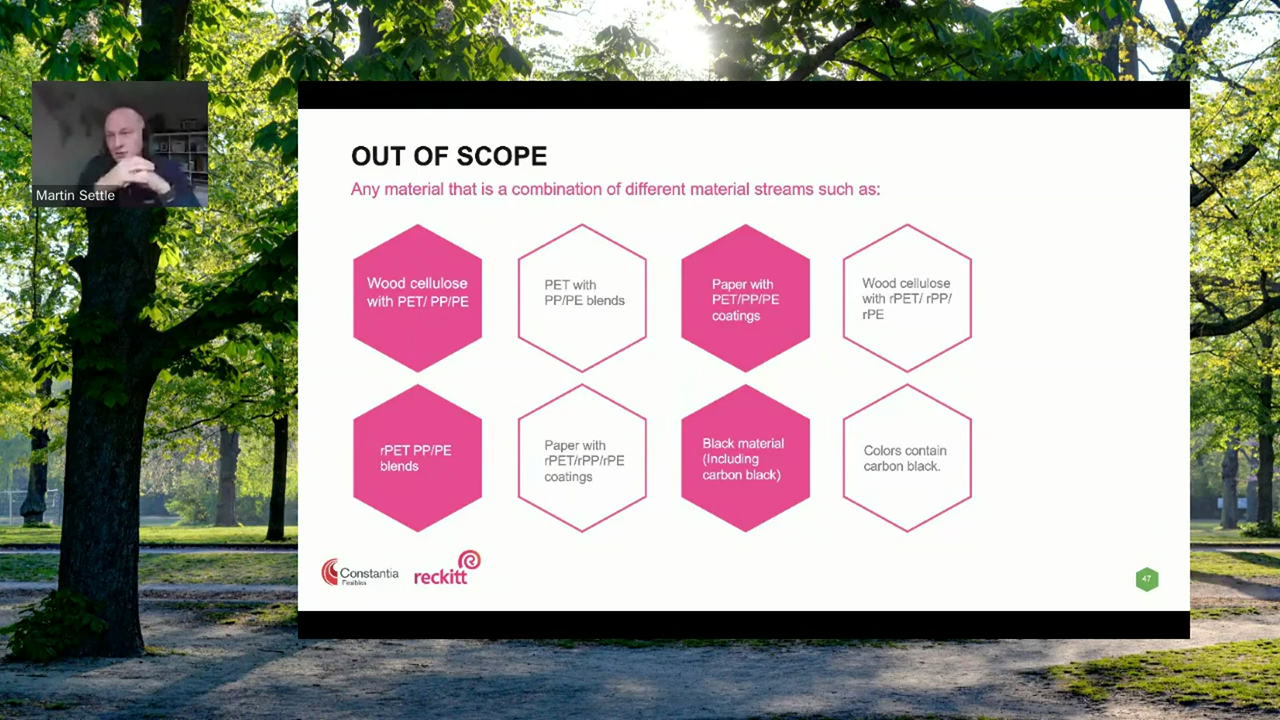 Martin Settle
OUT OF SCOPE
Any material that is a combination of different material streams such as:
Wood cellulose
with PET/ PP/PE
PET with
PP/PE blends
Paper with
PET/PP/PE
coatings
Wood cellulose
with rPET/ rPP/
rPE
rPET PP/PE
blends
Paper with
rPET/rPP/rPE
coatings
Black material
(Including
carbon black)
Colors contain
carbon black.
Constantia
Flexibles
reckitt
47